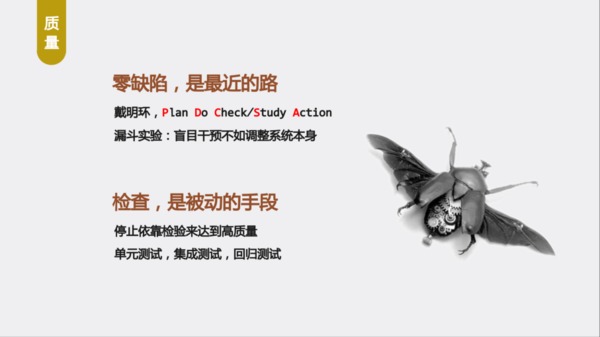 质量
零缺陷，是最近的路
戴明环，Plan Do Check/Study Action
漏斗实验：盲目干预不如调整系统本身
检查，是被动的手段
停止依靠检验来达到高质量
单元测试，集成测试，回归测试